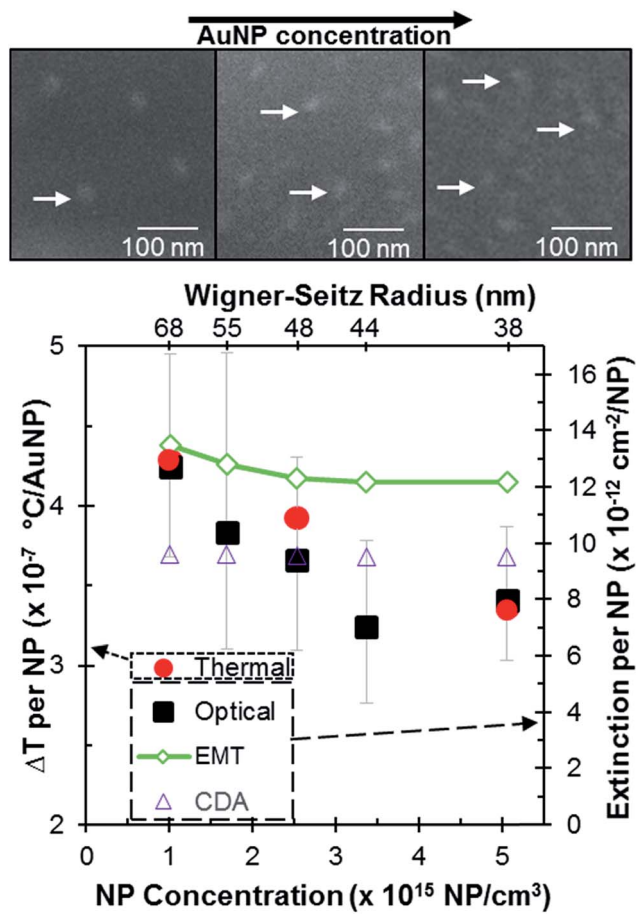 AuNP concentration
100 nm
100 nm
100 nm
Wigner-Seitz Radius (nm)
68 55 48 44 38
5
4
3
2
ΔT per NP (x 10⁻⁷ °C/AuNP)
16
14
12
10
8
6
4
2
0
Extinction per NP (x 10⁻¹² cm⁻²/NP)
Thermal
Optical
EMT
CDA
0 1 2 3 4 5
NP Concentration (x 10¹⁵ NP/cm³)